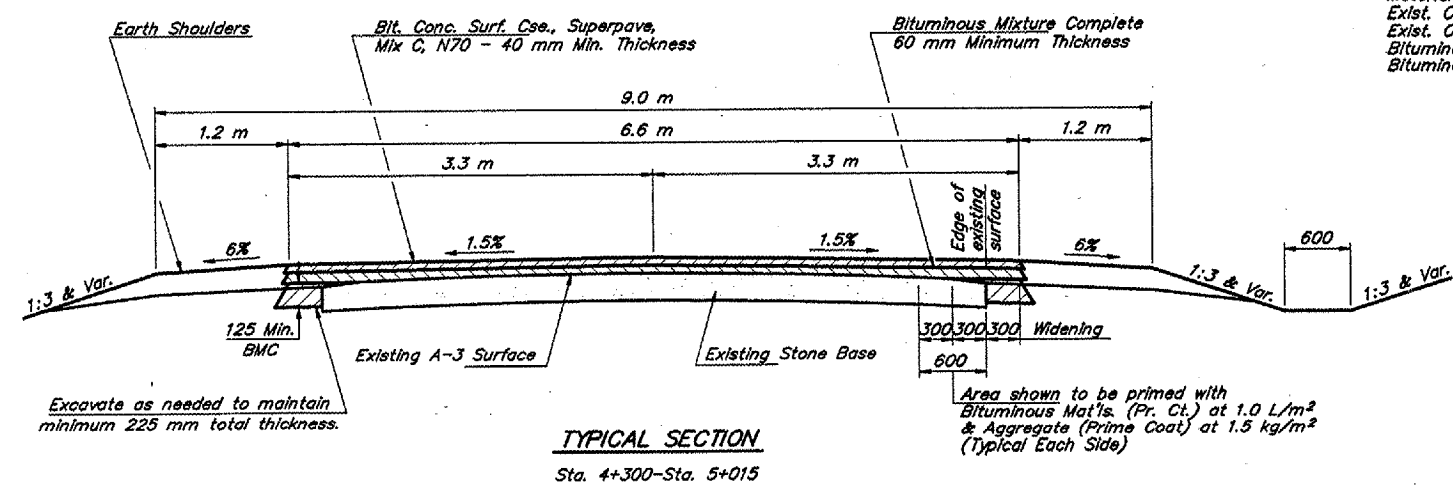 Earth Shoulders
Bit. Conc. Surf. Cse., Superpave,
Mix C, N70 - 40 mm Min. Thickness
Bituminous Mixture Complete
60 mm Minimum Thickness
Exist. C
Exist. C
Bitumin
Bitumin
9.0 m
1.2 m
6.6 m
1.2 m
3.3 m
3.3 m
Edge of
existing
surface
6%
1.5%
1.5%
6%
600
1:3 & Var.
1:3 & Var.
1:3 & Var.
125 Min.
BMC
Existing A-3 Surface
Existing Stone Base
300
300
300
Widening
600
Excavate as needed to maintain
minimum 225 mm total thickness.
Area shown to be primed with
Bituminous Mat'ls. (Pr. Ct.) at 1.0 L/m²
& Aggregate (Prime Coat) at 1.5 kg/m²
(Typical Each Side)
TYPICAL SECTION
Sta. 4+300-Sta. 5+015